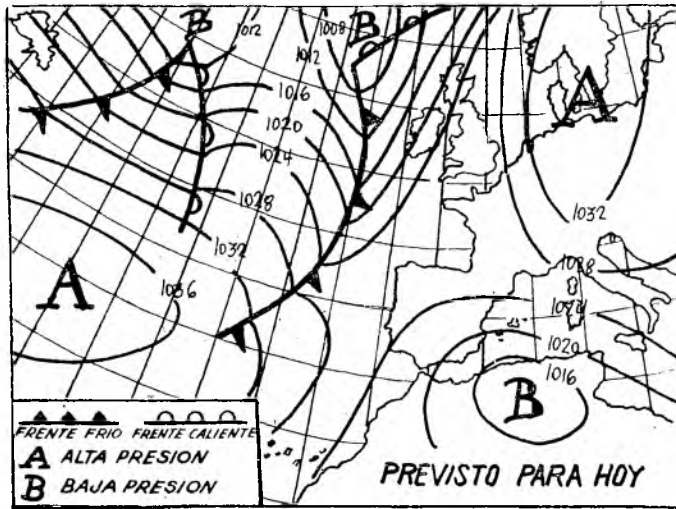 B
B
1012
1008
1012
1016
1020
1024
1028
1032
1036
A
A
1032
1028
1024
1020
1016
B
FRENTE FRIO FRENTE CALIENTE
A ALTA PRESION
B BAJA PRESION
PREVISTO PARA HOY